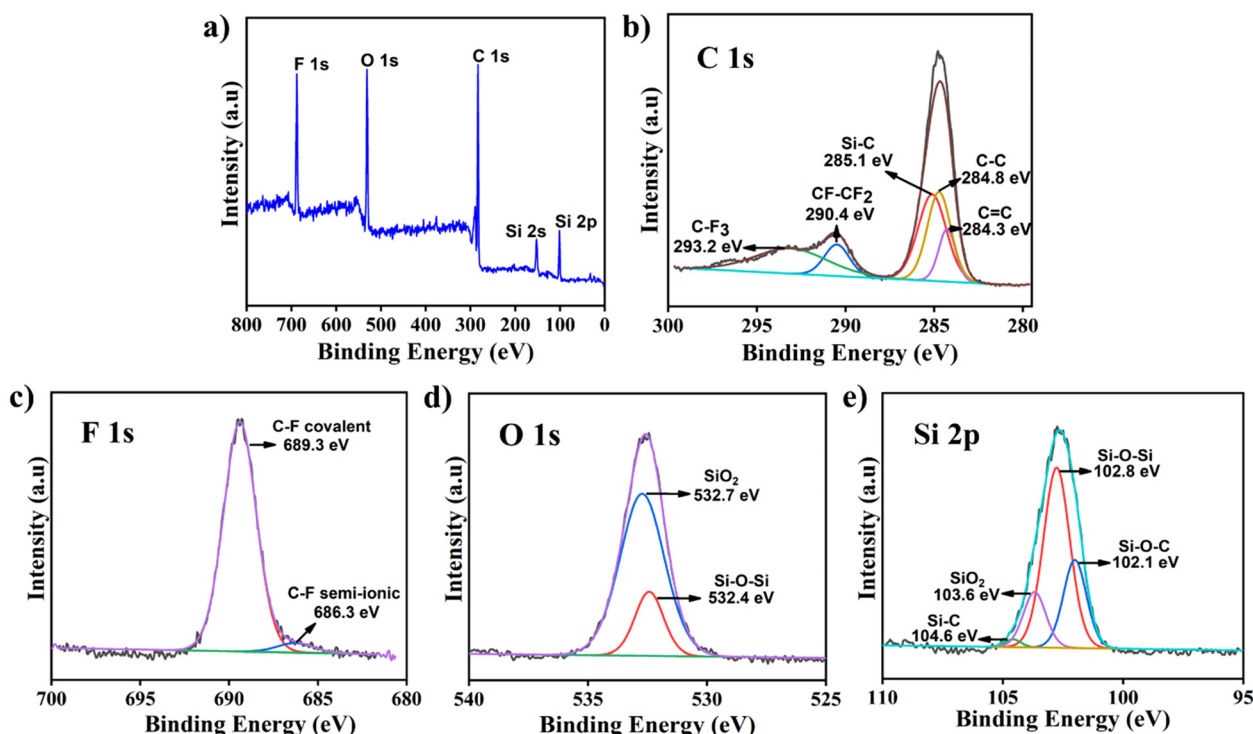 a)
F 1s
O 1s
C 1s
Si 2s
Si 2p
Intensity (a.u)
800 700 600 500 400 300 200 100 0
Binding Energy (eV)
b)
C 1s
Si-C
285.1 eV
C-C
284.8 eV
CF-CF₂
290.4 eV
C=C
284.3 eV
C-F₃
293.2 eV
Intensity (a.u)
300 295 290 285 280
Binding Energy (eV)
c)
F 1s
C-F covalent
689.3 eV
C-F semi-ionic
686.3 eV
Intensity (a.u)
700 695 690 685 680
Binding Energy (eV)
d)
O 1s
SiO₂
532.7 eV
Si-O-Si
532.4 eV
Intensity (a.u)
540 535 530 525
Binding Energy (eV)
e)
Si 2p
Si-O-Si
102.8 eV
Si-O-C
102.1 eV
SiO₂
103.6 eV
Si-C
104.6 eV
Intensity (a.u)
110 105 100 95
Binding Energy (eV)